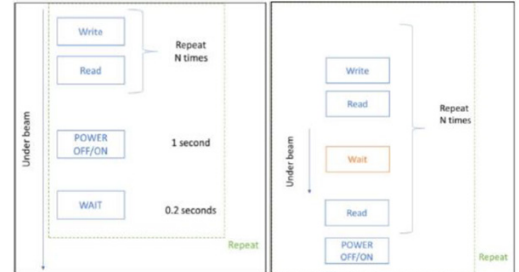 Write
Repeat
N times
Read
Under beam
POWER
OFF/ON
1 second
WAIT
0.2 seconds
Repeat
Write
Read
Repeat
N times
Under beam
Wait
Read
POWER
OFF/ON
Repeat